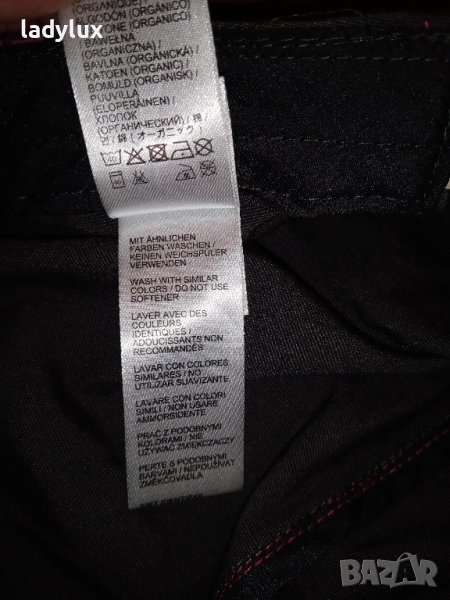 ladylux
(ORGANIQUE)
ALGODÓN (ORGÁNICO)
COTONE (ORGANICO)
BAWEŁNA
(ORGANICZNA) /
BAVLNA (ORGANICKÁ) /
KATOEN (ORGANIC) /
BOMULD (ORGANISK) /
PUUVILLA
(ELOPERÄINEN) /
ХЛОПОК
(ОРГАНИЧЕСКИЙ) / 棉
/ 綿 (オーガニック)
MIT ÄHNLICHEN
FARBEN WASCHEN /
KEINEN WEICHSPÜLER
VERWENDEN
WASH WITH SIMILAR
COLORS / DO NOT USE
SOFTENER
LAVER AVEC DES
COULEURS
IDENTIQUES /
ADOUCISSANTS NON
RECOMMANDÉS
LAVAR CON COLORES
SIMILARES / NO
UTILIZAR SUAVIZANTE
LAVARE CON COLORI
SIMILI / NON USARE
AMMORBIDENTE
PRAĆ Z PODOBNYMI
KOLORAMI / NIE
UŻYWAĆ ZMIĘKCZACZY
PERTE S PODOBNÝMI
BARVAMI / NEPOUŽÍVAT
ZMĚKČOVADLA
BAZAR